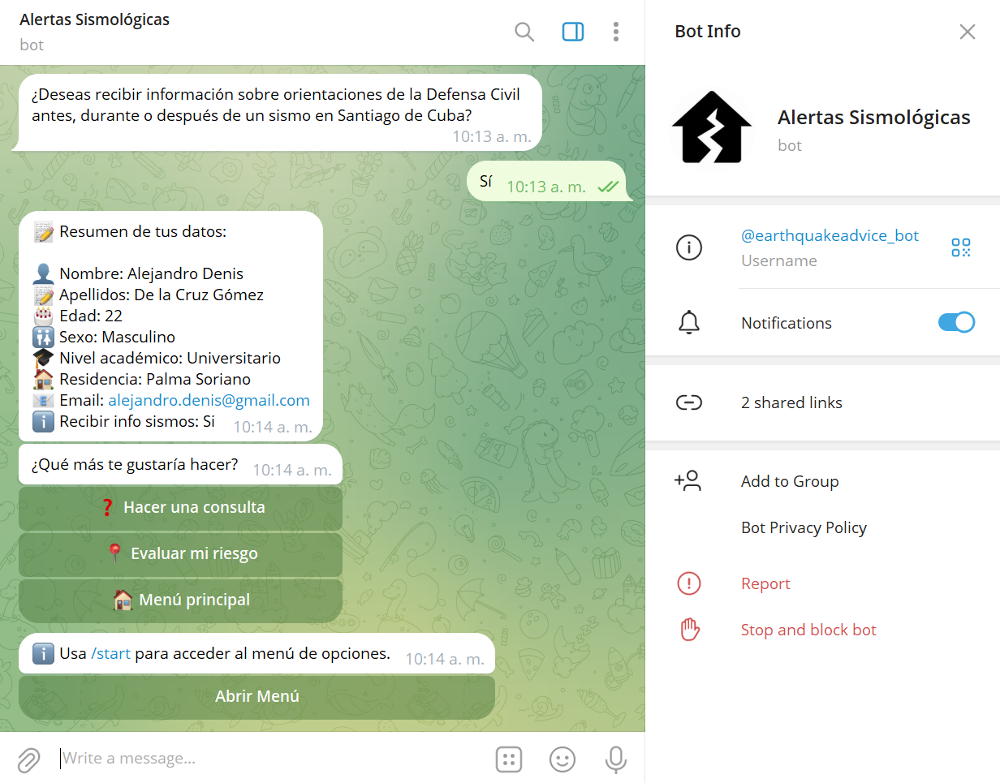 Alertas Sismológicas
bot
¿Deseas recibir información sobre orientaciones de la Defensa Civil
antes, durante o después de un sismo en Santiago de Cuba?
10:13 a. m.
Sí 10:13 a. m.
Resumen de tus datos:
Nombre: Alejandro Denis
Apellidos: De la Cruz Gómez
Edad: 22
Sexo: Masculino
Nivel académico: Universitario
Residencia: Palma Soriano
Email: alejandro.denis@gmail.com
Recibir info sismos: Si 10:14 a. m.
¿Qué más te gustaría hacer? 10:14 a. m.
Hacer una consulta
Evaluar mi riesgo
Menú principal
Usa /start para acceder al menú de opciones. 10:14 a. m.
Abrir Menú
Write a message...
Bot Info
Alertas Sismológicas
bot
@earthquakeadvice_bot
Username
Notifications
2 shared links
Add to Group
Bot Privacy Policy
Report
Stop and block bot